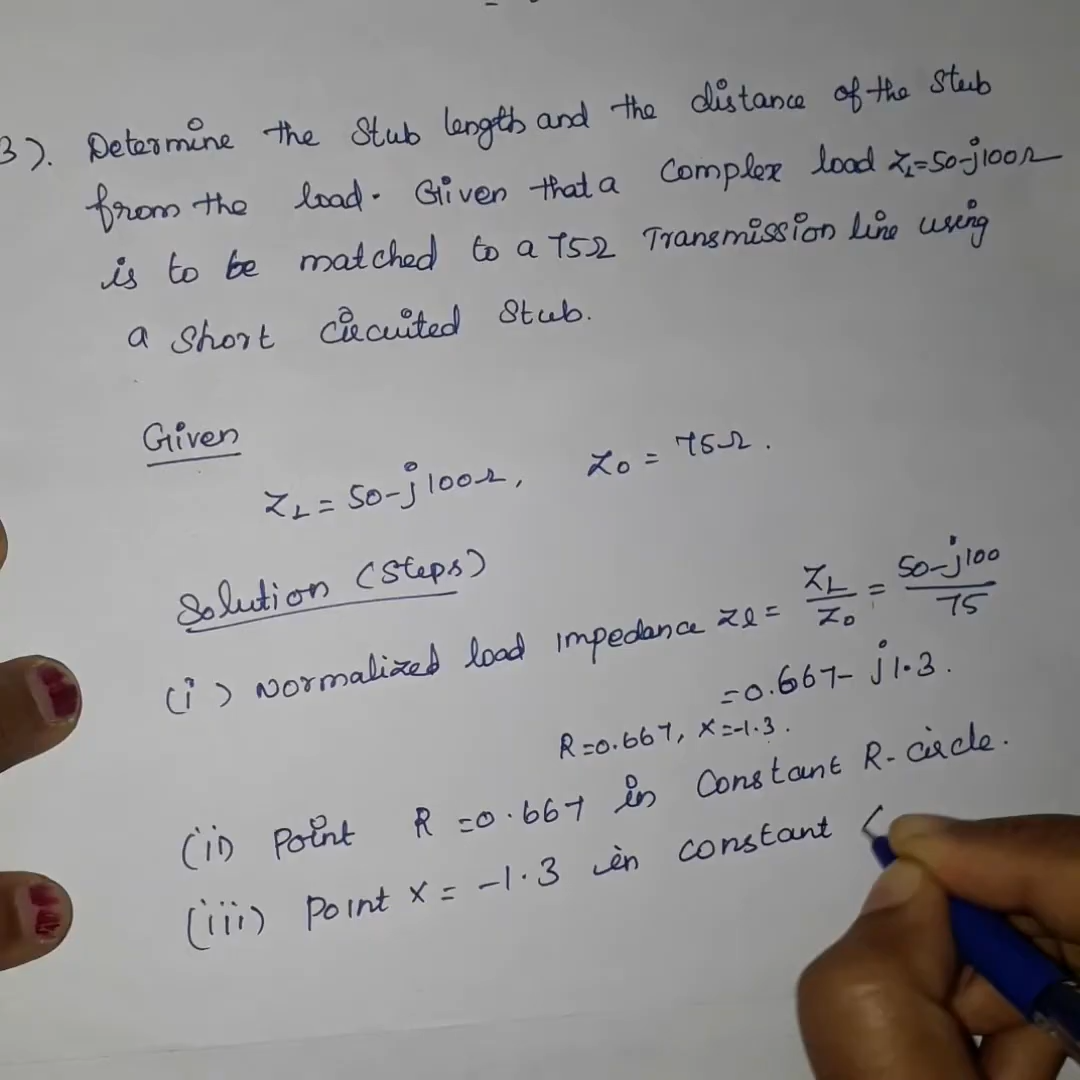 3). Determine the Stub length and the distance of the Stub
from the load. Given that a complex load ZL=50-j100Ω
is to be matched to a 75Ω Transmission line using
a short circuited stub.
Given
ZL = 50-j100Ω, Z0 = 75Ω.
Solution (Steps)
(i) Normalized load impedance zl = ZL/Z0 = 50-j100/75
=0.667-j1.3.
R=0.667, X=-1.3.
(ii) Point R=0.667 in constant R-circle.
(iii) Point X = -1.3 in constant